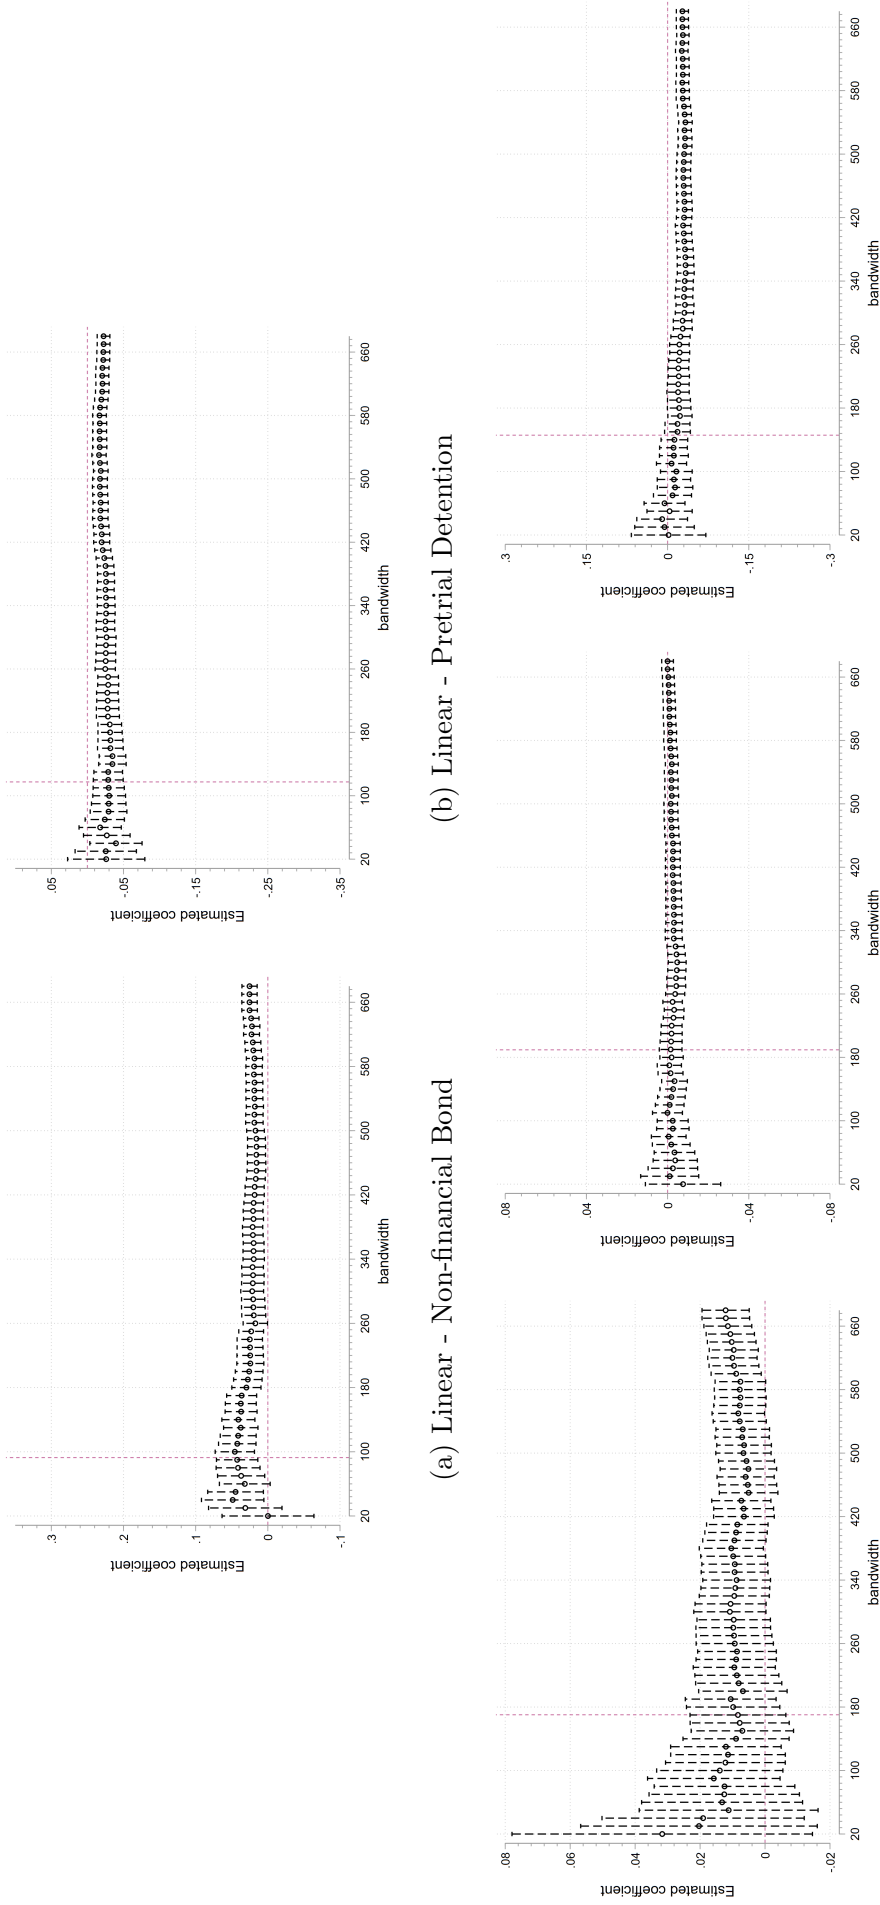 Estimated coefficient
.3
.2
.1
0
-.1
20 100 180 260 340 420 500 580 660
bandwidth
Estimated coefficient
.05
-.05
-.15
-.25
-.35
20 100 180 260 340 420 500 580 660
bandwidth
(a) Linear - Non-financial Bond
(b) Linear - Pretrial Detention
Estimated coefficient
.08
.06
.04
.02
0
-.02
20 100 180 260 340 420 500 580 660
bandwidth
Estimated coefficient
.08
.04
0
-.04
-.08
20 100 180 260 340 420 500 580 660
bandwidth
Estimated coefficient
.3
.15
0
-.15
-.3
20 100 180 260 340 420 500 580 660
bandwidth